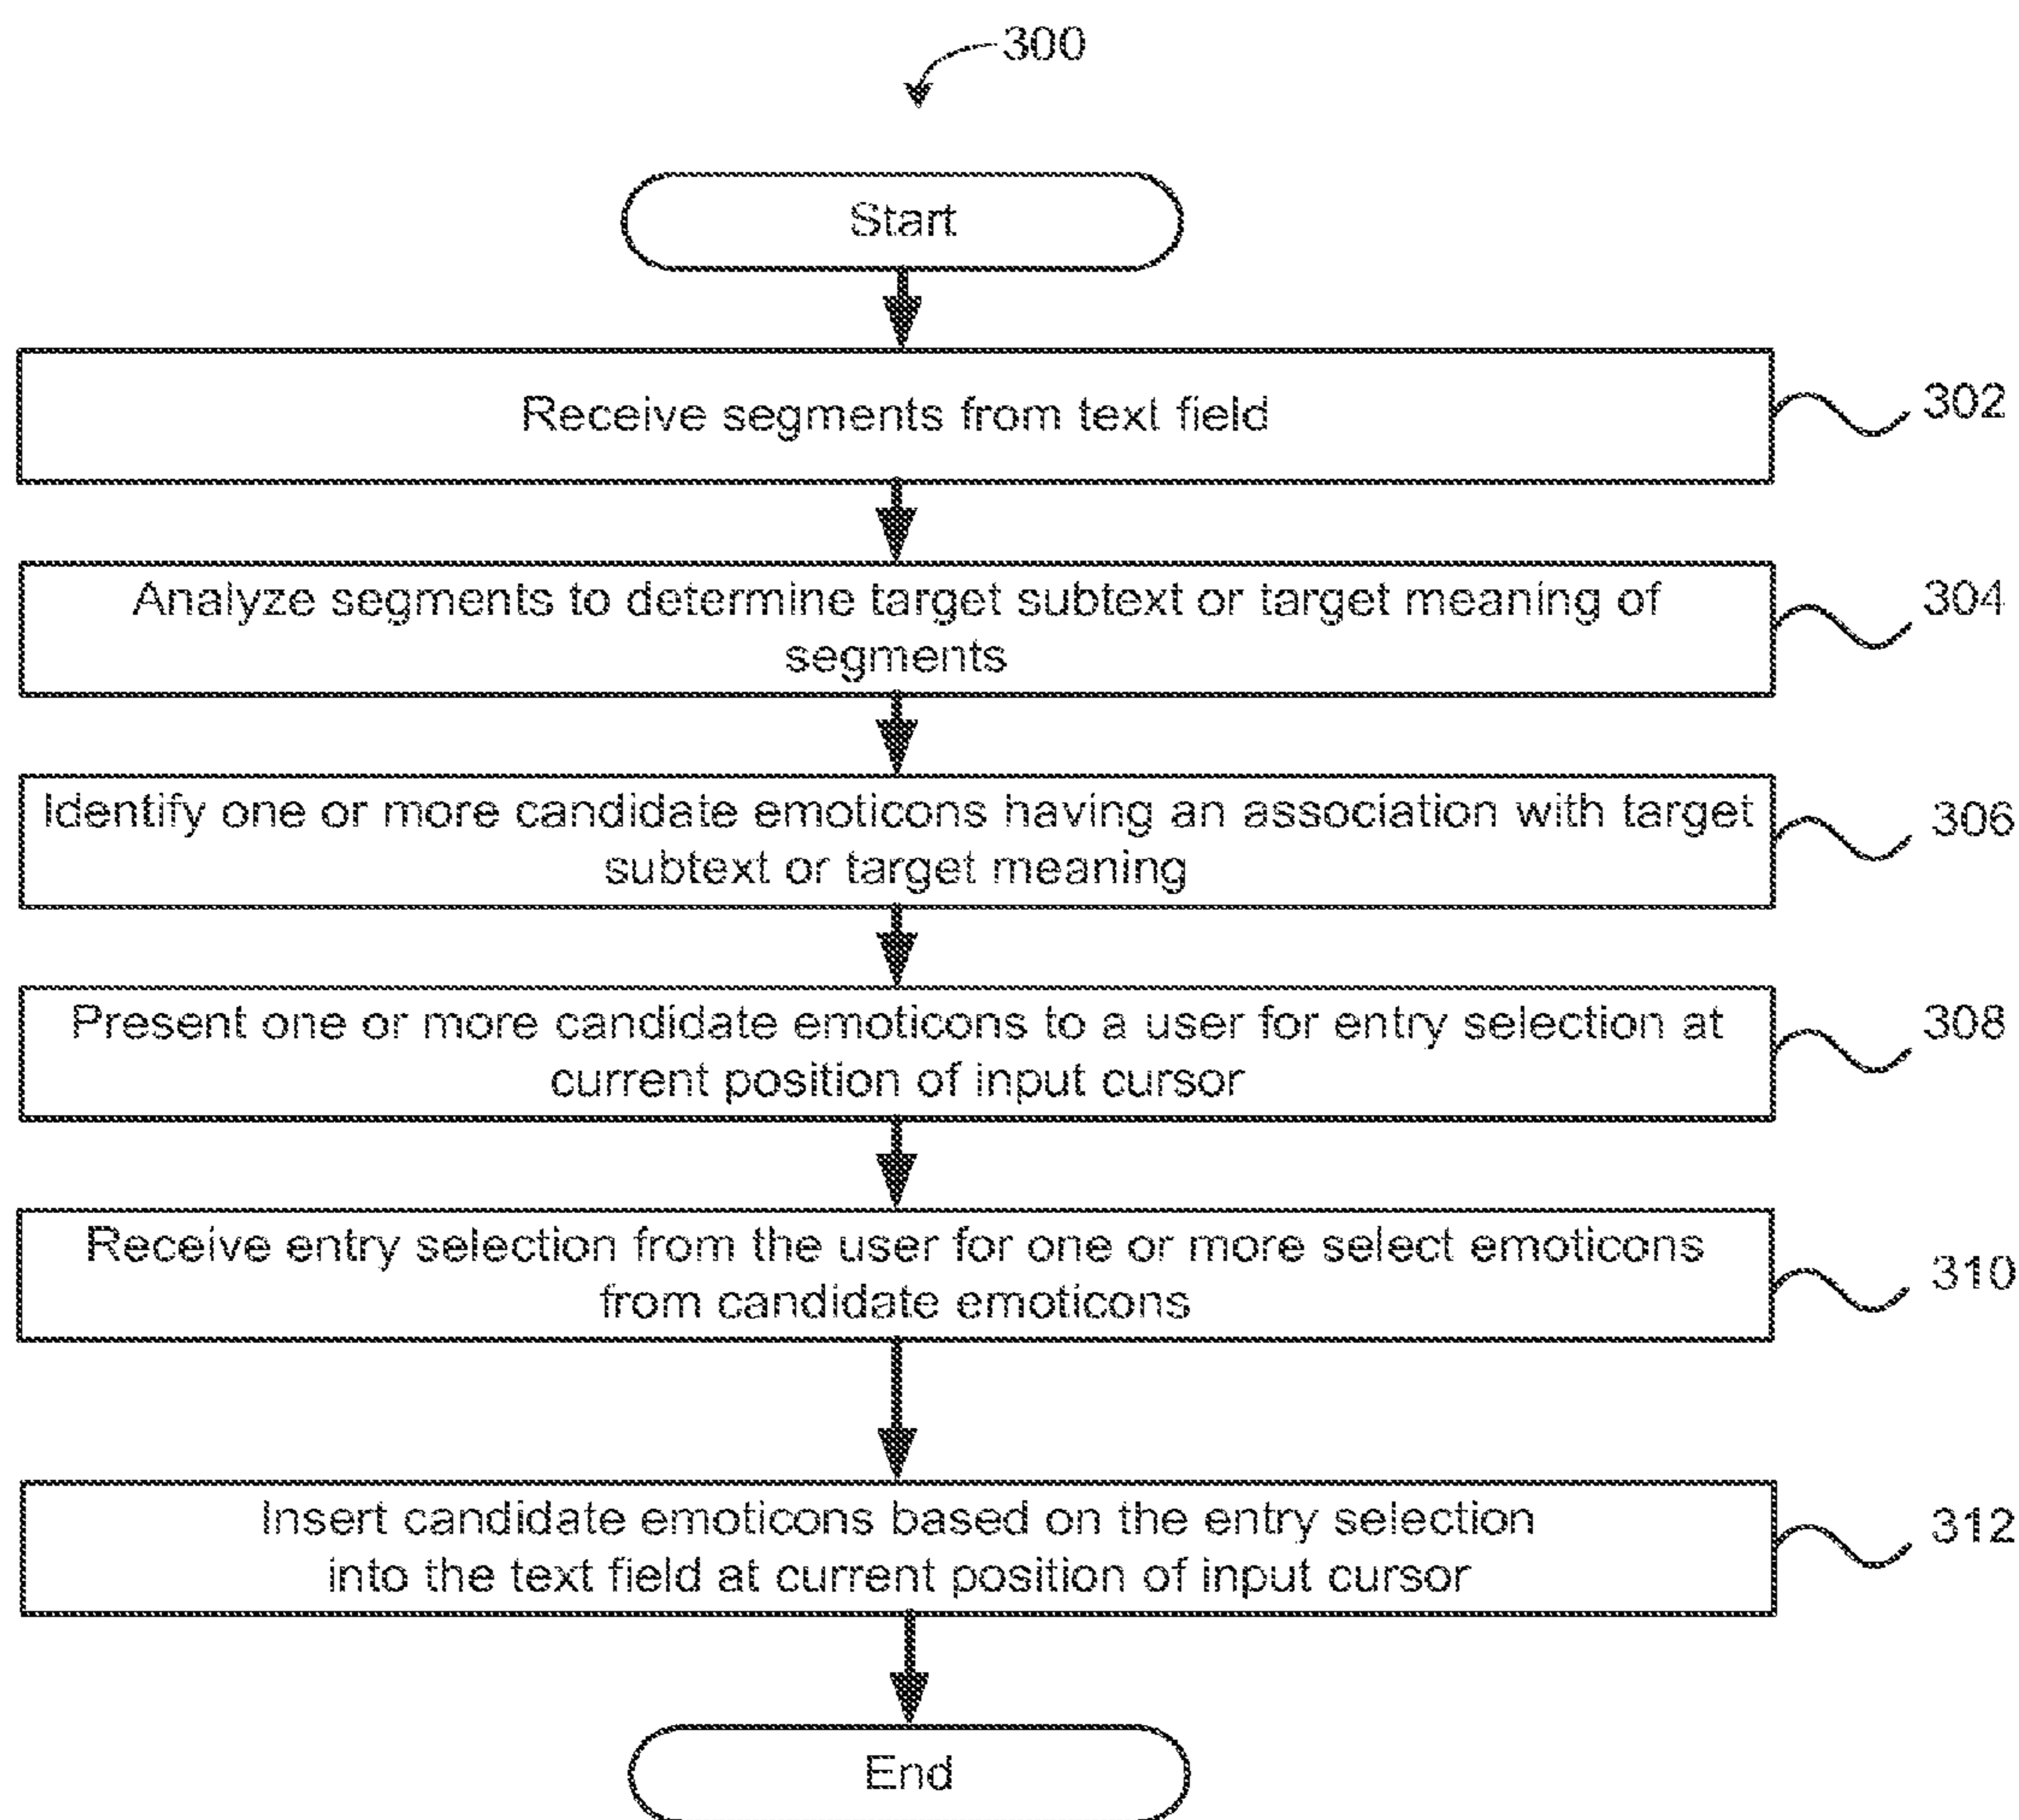 300
Start
Receive segments from text field
302
Analyze segments to determine target subtext or target meaning of
segments
304
Identify one or more candidate emoticons having an association with target
subtext or target meaning
306
Present one or more candidate emoticons to a user for entry selection at
current position of input cursor
308
Receive entry selection from the user for one or more select emoticons
from candidate emoticons
310
Insert candidate emoticons based on the entry selection
into the text field at current position of input cursor
312
End